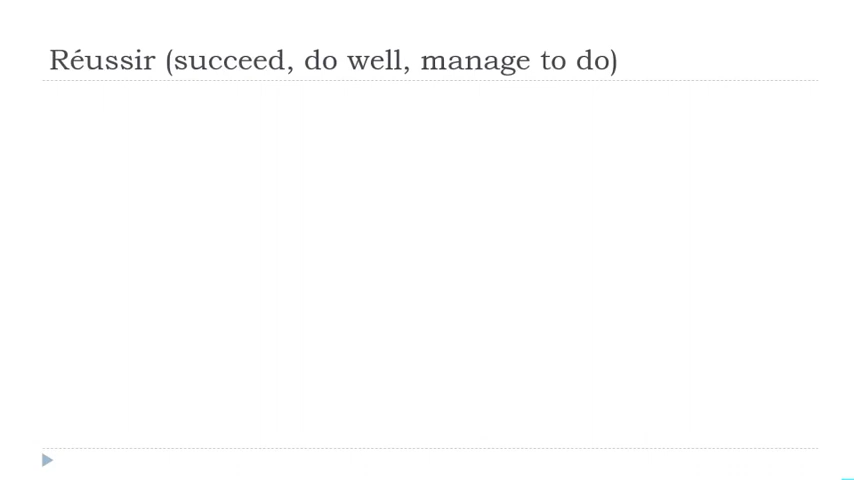 Réussir (succeed, do well, manage to do)